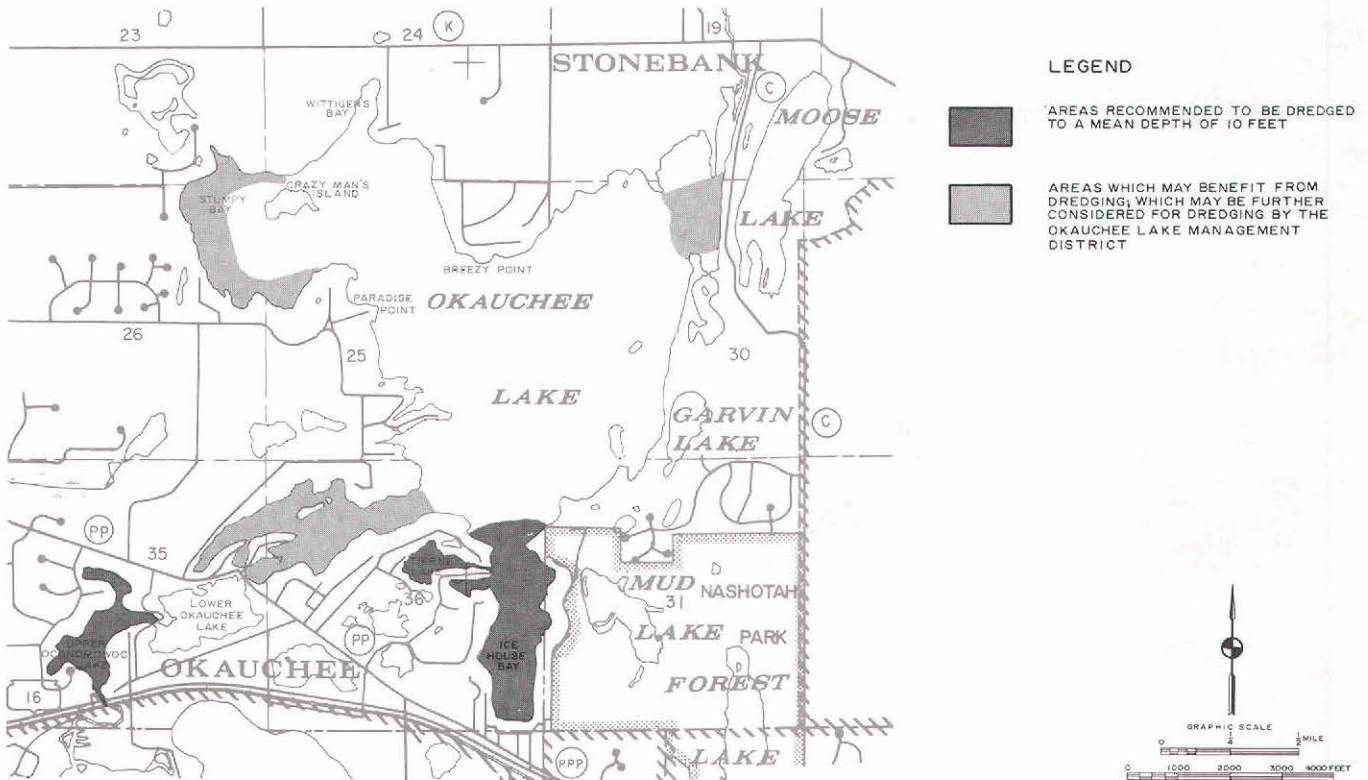 23
24
K
19
STONEBANK
C
WITTIGERS
BAY
MOOSE
CRAZY MAN'S
ISLAND
STUMPY
BAY
LAKE
BREEZY POINT
PARADISE
POINT
OKAUCHEE
26
25
30
LAKE
GARVIN
LAKE
C
PP
35
36
MUD
31
NASHOTAH
LOWER
OKAUCHEE
LAKE
PP
LAKE
PARK
UPPER
OCONOMOWOC
LAKE
OKAUCHEE
ICE
HOUSE
BAY
FOREST
16
PPP
LAKE
LEGEND
AREAS RECOMMENDED TO BE DREDGED
TO A MEAN DEPTH OF 10 FEET
AREAS WHICH MAY BENEFIT FROM
DREDGING; WHICH MAY BE FURTHER
CONSIDERED FOR DREDGING BY THE
OKAUCHEE LAKE MANAGEMENT
DISTRICT
GRAPHIC SCALE
0 1/4 1/2 MILE
0 1000 2000 3000 4000 FEET